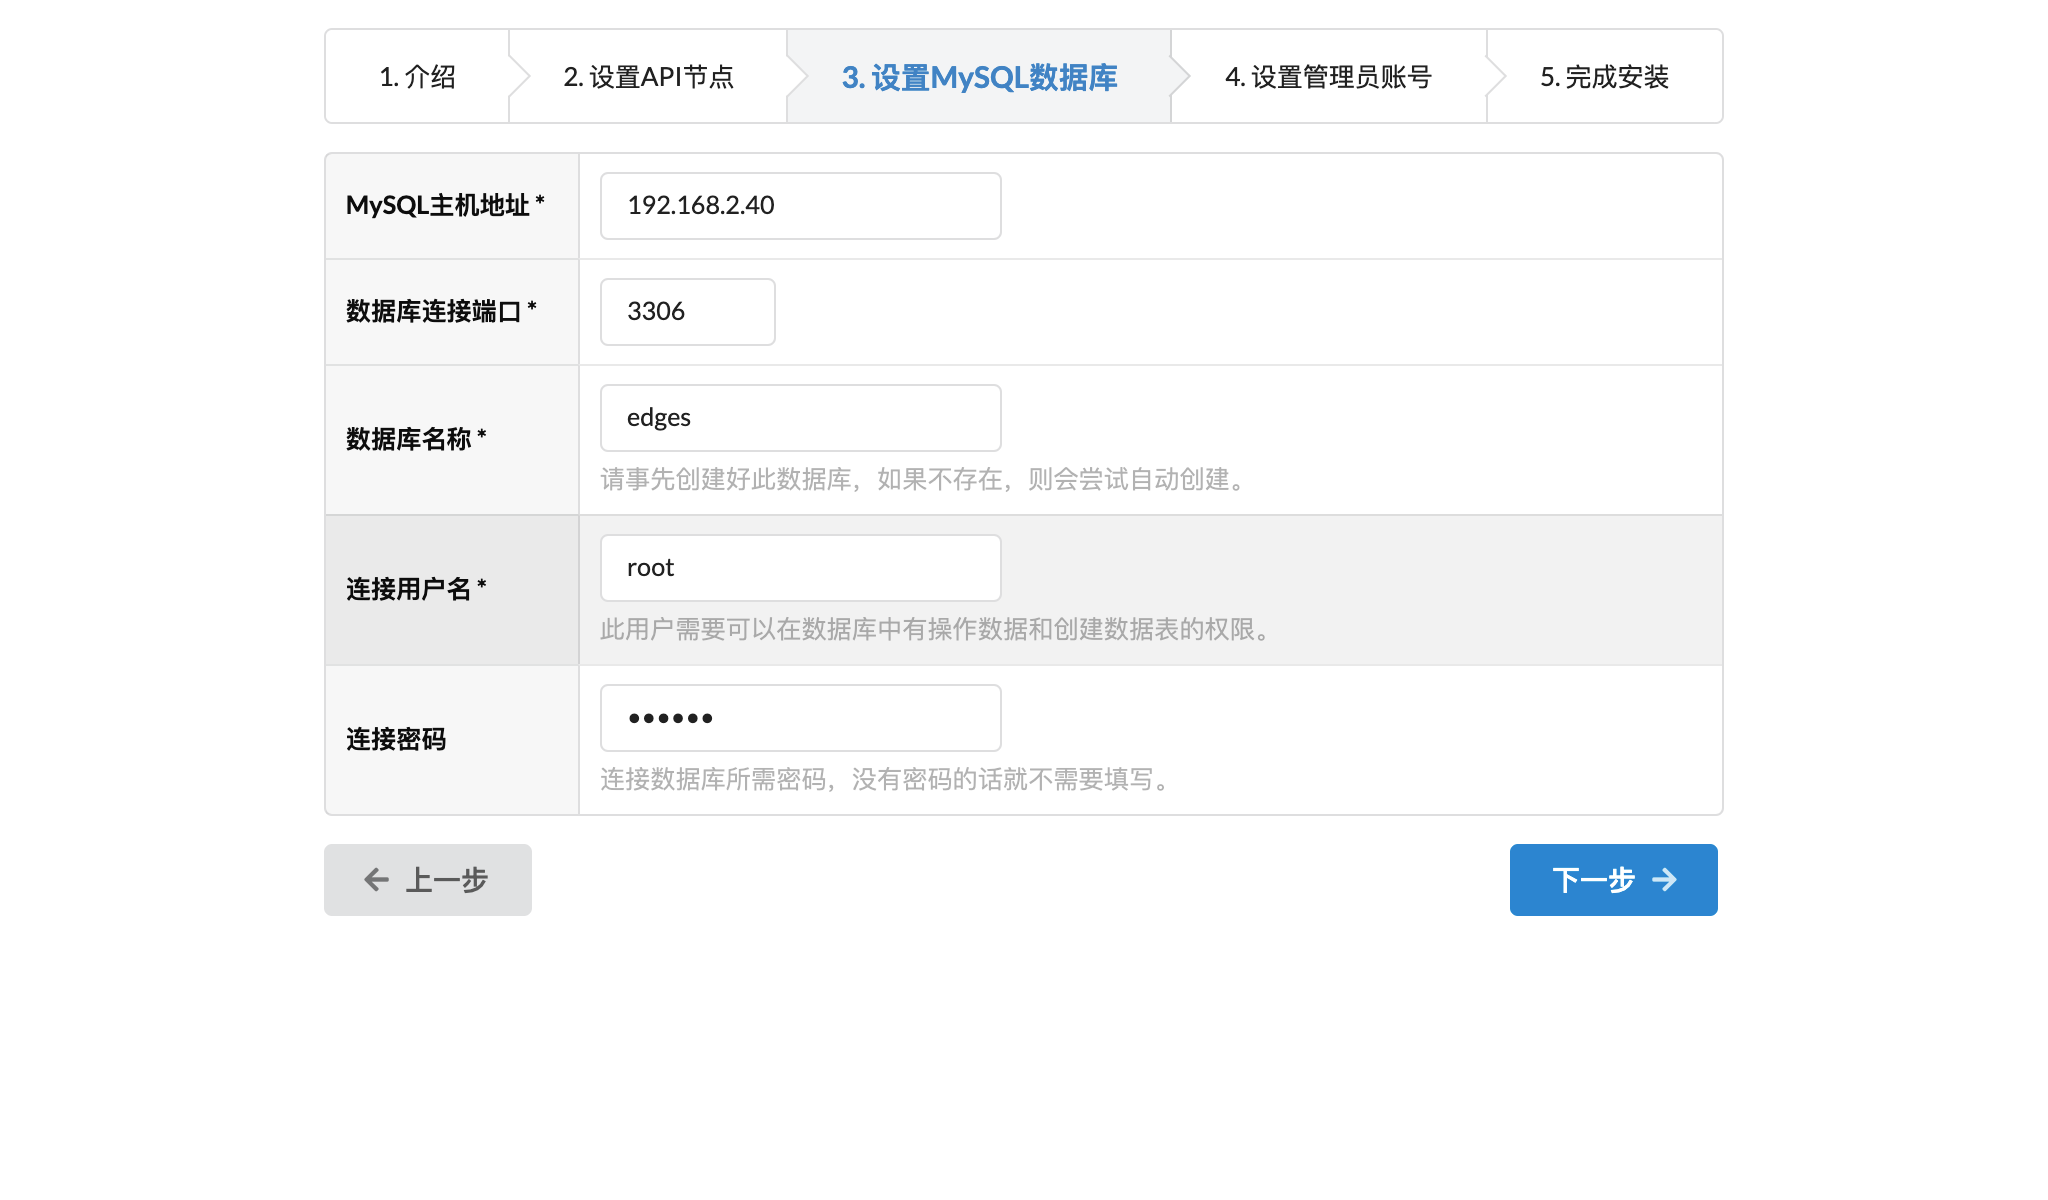 1. 介绍
2. 设置API节点
3. 设置MySQL数据库
4. 设置管理员账号
5. 完成安装
MySQL主机地址 *
192.168.2.40
数据库连接端口 *
3306
数据库名称 *
edges
请事先创建好此数据库，如果不存在，则会尝试自动创建。
连接用户名 *
root
此用户需要可以在数据库中有操作数据和创建数据表的权限。
连接密码
••••••
连接数据库所需密码，没有密码的话就不需要填写。
上一步
下一步